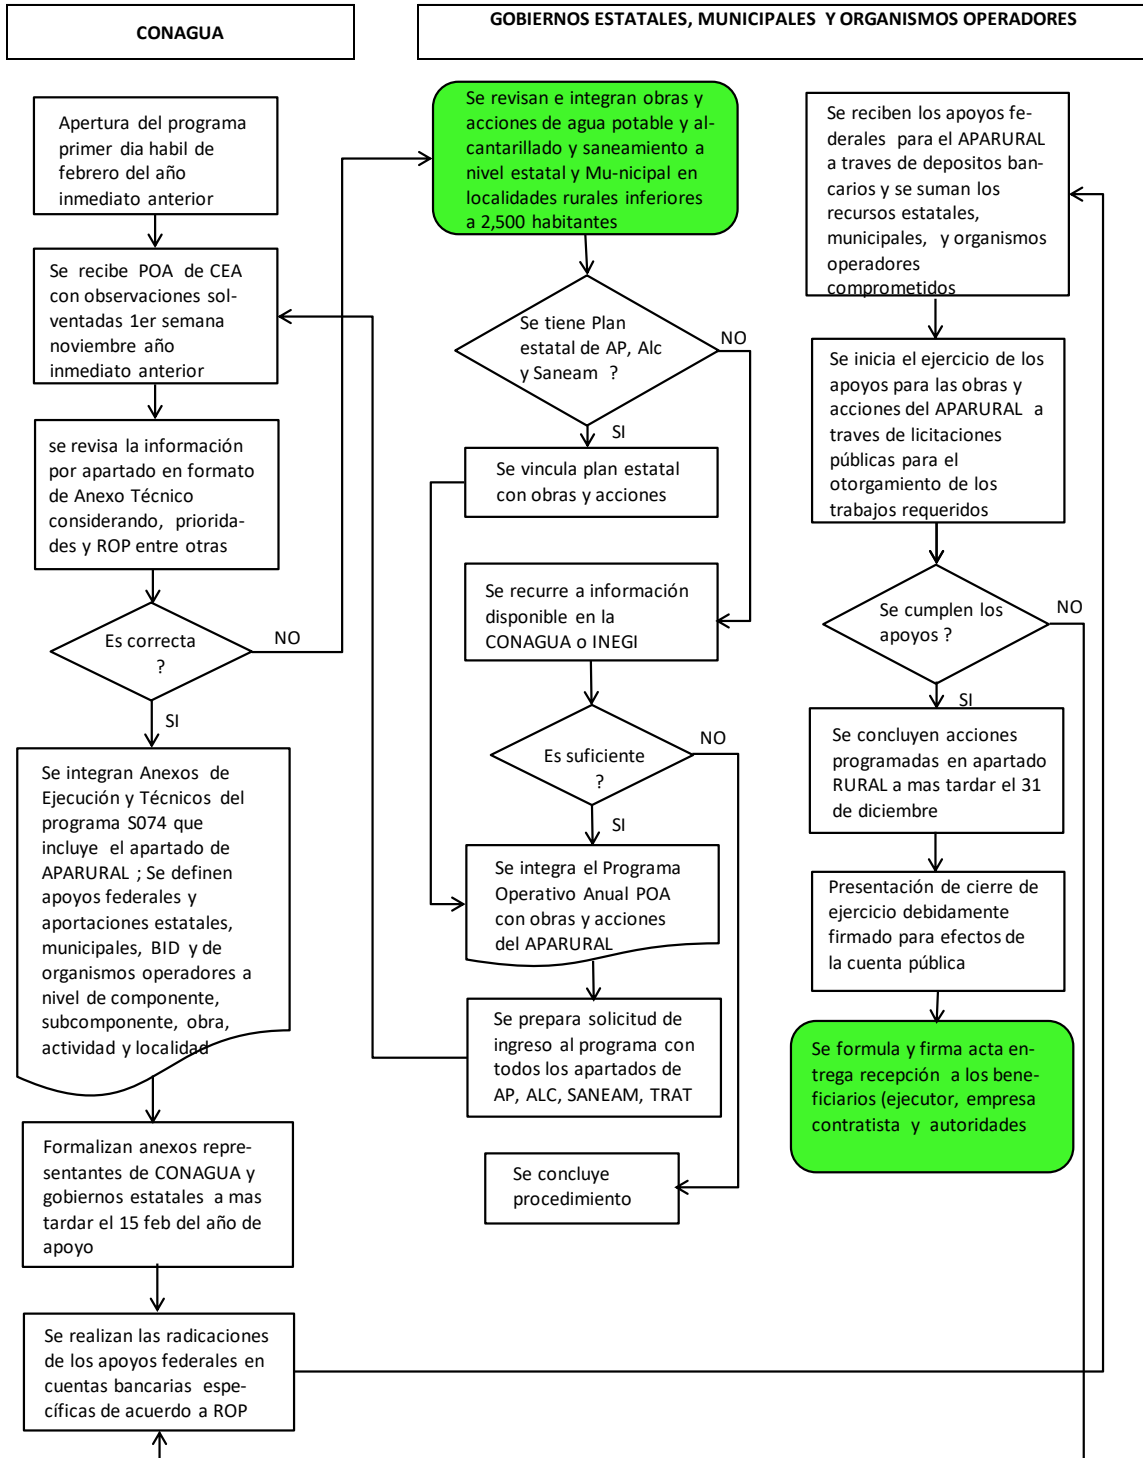 CONAGUA
GOBIERNOS ESTATALES, MUNICIPALES Y ORGANISMOS OPERADORES
Apertura del programa
primer dia habil de
febrero del año
inmediato anterior
Se recibe POA de CEA
con observaciones sol-
ventadas 1er semana
noviembre año
inmediato anterior
se revisa la información
por apartado en formato
de Anexo Técnico
considerando, priorida-
des y ROP entre otras
Es correcta
?
NO
SI
Se integran Anexos de
Ejecución y Técnicos del
programa S074 que
incluye el apartado de
APARURAL ; Se definen
apoyos federales y
aportaciones estatales,
municipales, BID y de
organismos operadores a
nivel de componente,
subcomponente, obra,
actividad y localidad
Formalizan anexos repre-
sentantes de CONAGUA y
gobiernos estatales a mas
tardar el 15 feb del año de
apoyo
Se realizan las radicaciones
de los apoyos federales en
cuentas bancarias espe-
cíficas de acuerdo a ROP
Se revisan e integran obras y
acciones de agua potable y al-
cantarillado y saneamiento a
nivel estatal y Mu-nicipal en
localidades rurales inferiores
a 2,500 habitantes
Se tiene Plan
estatal de AP, Alc
y Saneam ?
NO
SI
Se vincula plan estatal
con obras y acciones
Se recurre a información
disponible en la
CONAGUA o INEGI
Es suficiente
?
NO
SI
Se integra el Programa
Operativo Anual POA
con obras y acciones
del APARURAL
Se prepara solicitud de
ingreso al programa con
todos los apartados de
AP, ALC, SANEAM, TRAT
Se concluye
procedimiento
Se reciben los apoyos fe-
derales para el APARURAL
a traves de depositos ban-
carios y se suman los
recursos estatales,
municipales, y organismos
operadores
comprometidos
Se inicia el ejercicio de los
apoyos para las obras y
acciones del APARURAL a
traves de licitaciones
públicas para el
otorgamiento de los
trabajos requeridos
Se cumplen los
apoyos ?
NO
SI
Se concluyen acciones
programadas en apartado
RURAL a mas tardar el 31
de diciembre
Presentación de cierre de
ejercicio debidamente
firmado para efectos de
la cuenta pública
Se formula y firma acta en-
trega recepción a los bene-
ficiarios (ejecutor, empresa
contratista y autoridades